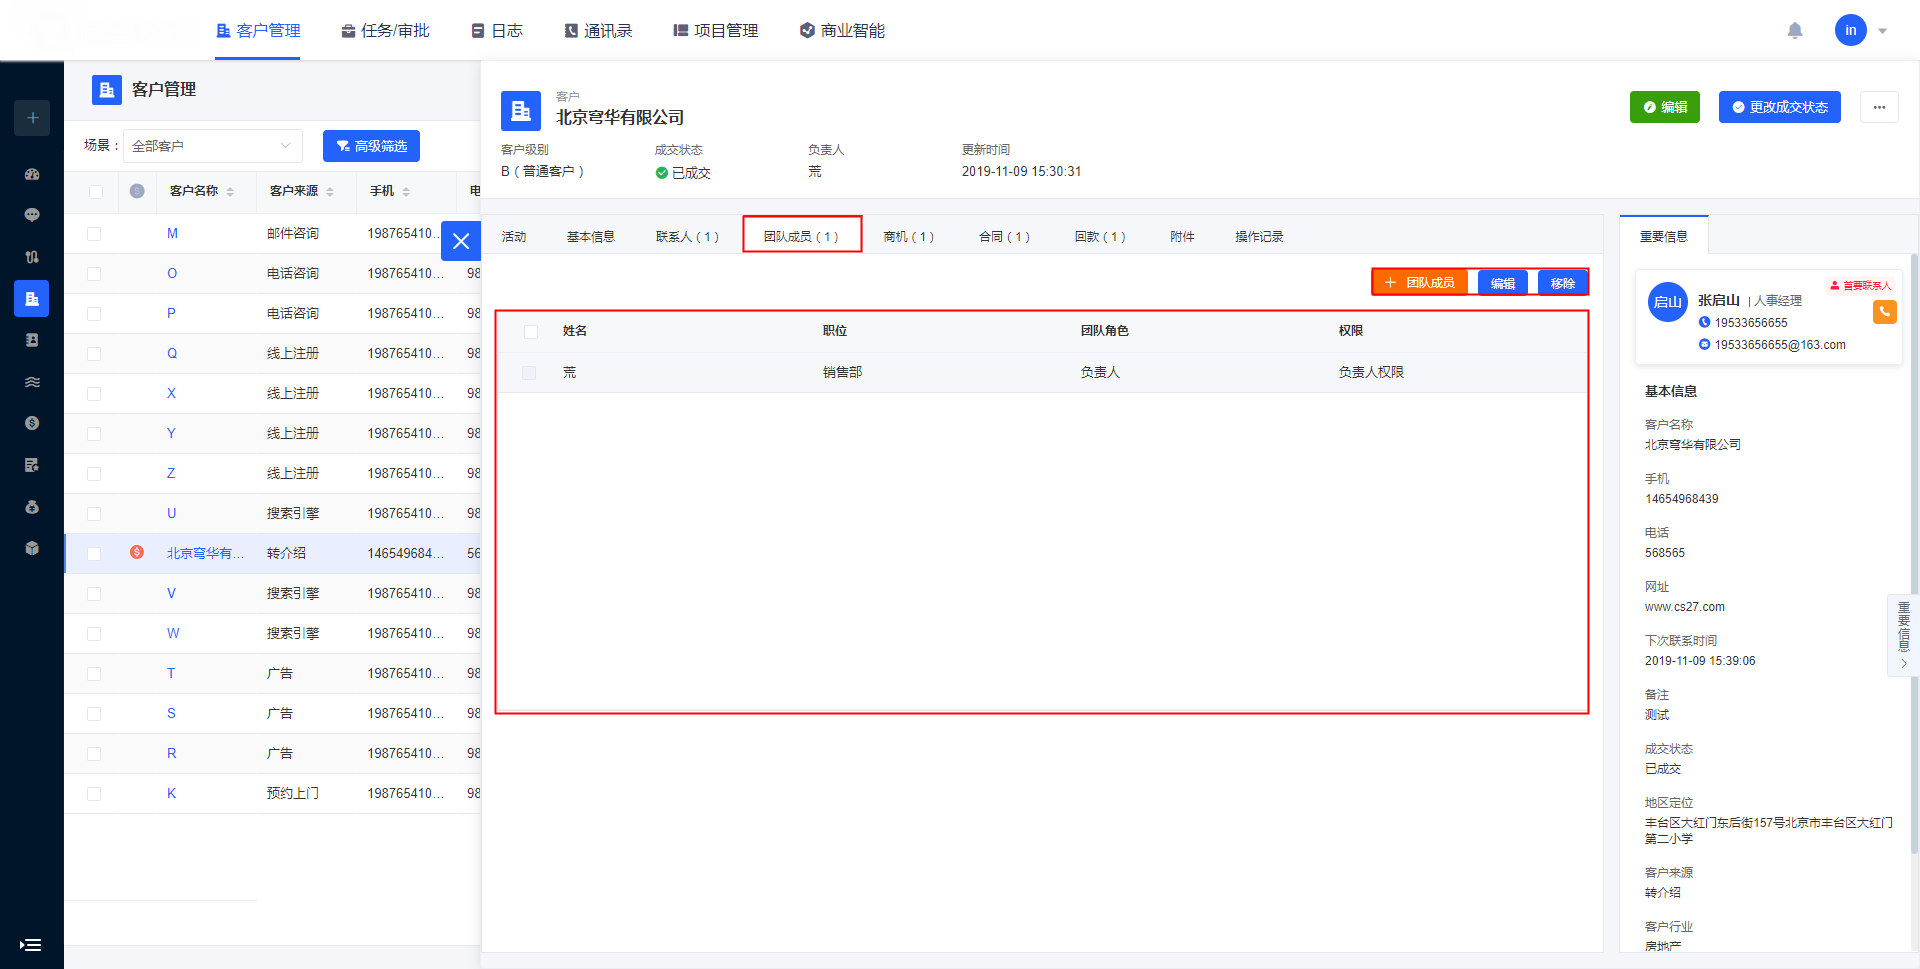 客户管理
任务/审批
日志
通讯录
项目管理
商业智能
in
客户管理
场景：
全部客户
高级筛选
客户名称
客户来源
手机
电
M
邮件咨询
198765410...
O
电话咨询
198765410...
98
P
电话咨询
198765410...
98
Q
线上注册
198765410...
98
X
线上注册
198765410...
98
Y
线上注册
198765410...
98
Z
线上注册
198765410...
98
U
搜索引擎
198765410...
98
北京穹华有...
转介绍
146549684...
56
V
搜索引擎
198765410...
98
W
搜索引擎
198765410...
98
T
广告
198765410...
98
S
广告
198765410...
98
R
广告
198765410...
98
K
预约上门
198765410...
98
客户
北京穹华有限公司
编辑
更改成交状态
客户级别
成交状态
负责人
更新时间
B（普通客户）
已成交
荒
2019-11-09 15:30:31
活动
基本信息
联系人（1）
团队成员（1）
商机（1）
合同（1）
回款（1）
附件
操作记录
团队成员
编辑
移除
姓名
职位
团队角色
权限
荒
销售部
负责人
负责人权限
重要信息
首要联系人
启山
张启山
| 人事经理
19533656655
19533656655@163.com
基本信息
客户名称
北京穹华有限公司
手机
14654968439
电话
568565
网址
www.cs27.com
下次联系时间
2019-11-09 15:39:06
备注
测试
成交状态
已成交
地区定位
丰台区大红门东后街157号北京市丰台区大红门
第二小学
客户来源
转介绍
客户行业
房地产
重要信息